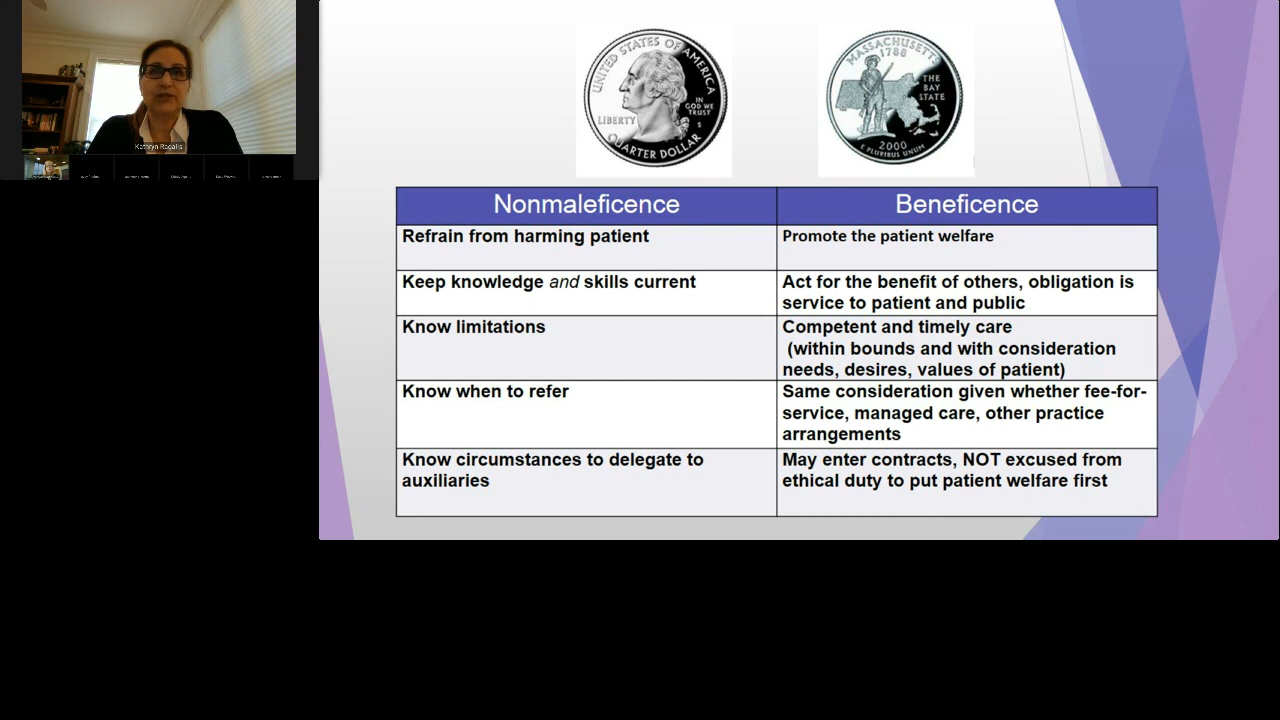 Kathryn Ragalis
UNITED STATES OF AMERICA
LIBERTY
IN
GOD WE
TRUST
S
QUARTER DOLLAR
MASSACHUSETTS
1788
THE
BAY
STATE
2000
E PLURIBUS UNUM
Nonmaleficence
Beneficence
Refrain from harming patient
Promote the patient welfare
Keep knowledge and skills current
Act for the benefit of others, obligation is
service to patient and public
Know limitations
Competent and timely care
(within bounds and with consideration
needs, desires, values of patient)
Know when to refer
Same consideration given whether fee-for-
service, managed care, other practice
arrangements
Know circumstances to delegate to
auxiliaries
May enter contracts, NOT excused from
ethical duty to put patient welfare first